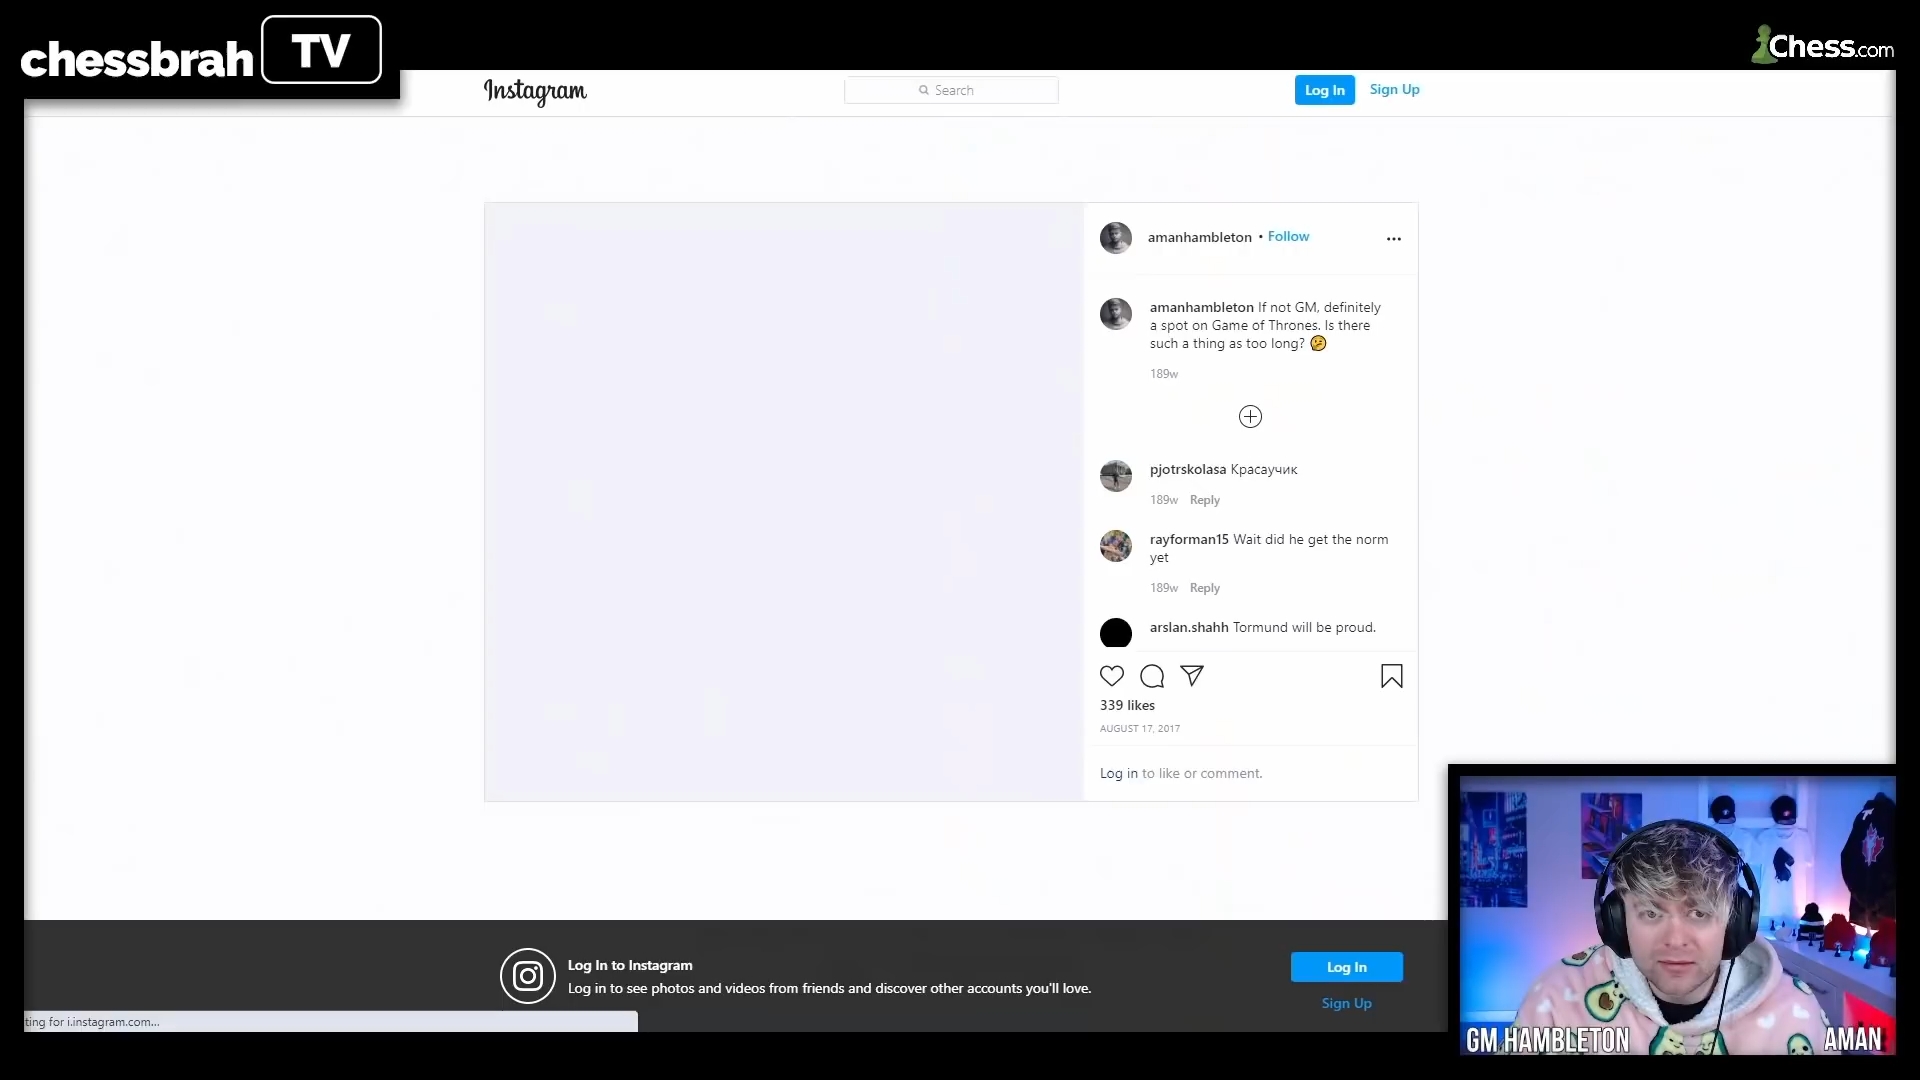 chessbrah TV
Chess.com
Instagram
Search
Log In
Sign Up
amanhambleton • Follow
amanhambleton If not GM, definitely
a spot on Game of Thrones. Is there
such a thing as too long? 🤔
189w
pjotrskolasa Красаучик
189w Reply
rayforman15 Wait did he get the norm
yet
189w Reply
arslan.shahh Tormund will be proud.
339 likes
AUGUST 17, 2017
Log in to like or comment.
Log In to Instagram
Log in to see photos and videos from friends and discover other accounts you'll love.
Log In
Sign Up
ting for i.instagram.com...
GM HAMBLETON
AMAN